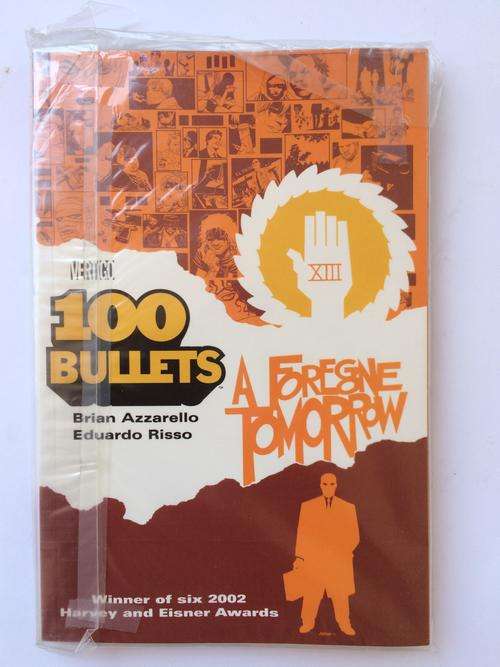 VERTIGO
XIII
100
BULLETS
A FOREGONE
TOMORROW
Brian Azzarello
Eduardo Risso
Winner of six 2002
Harvey and Eisner Awards